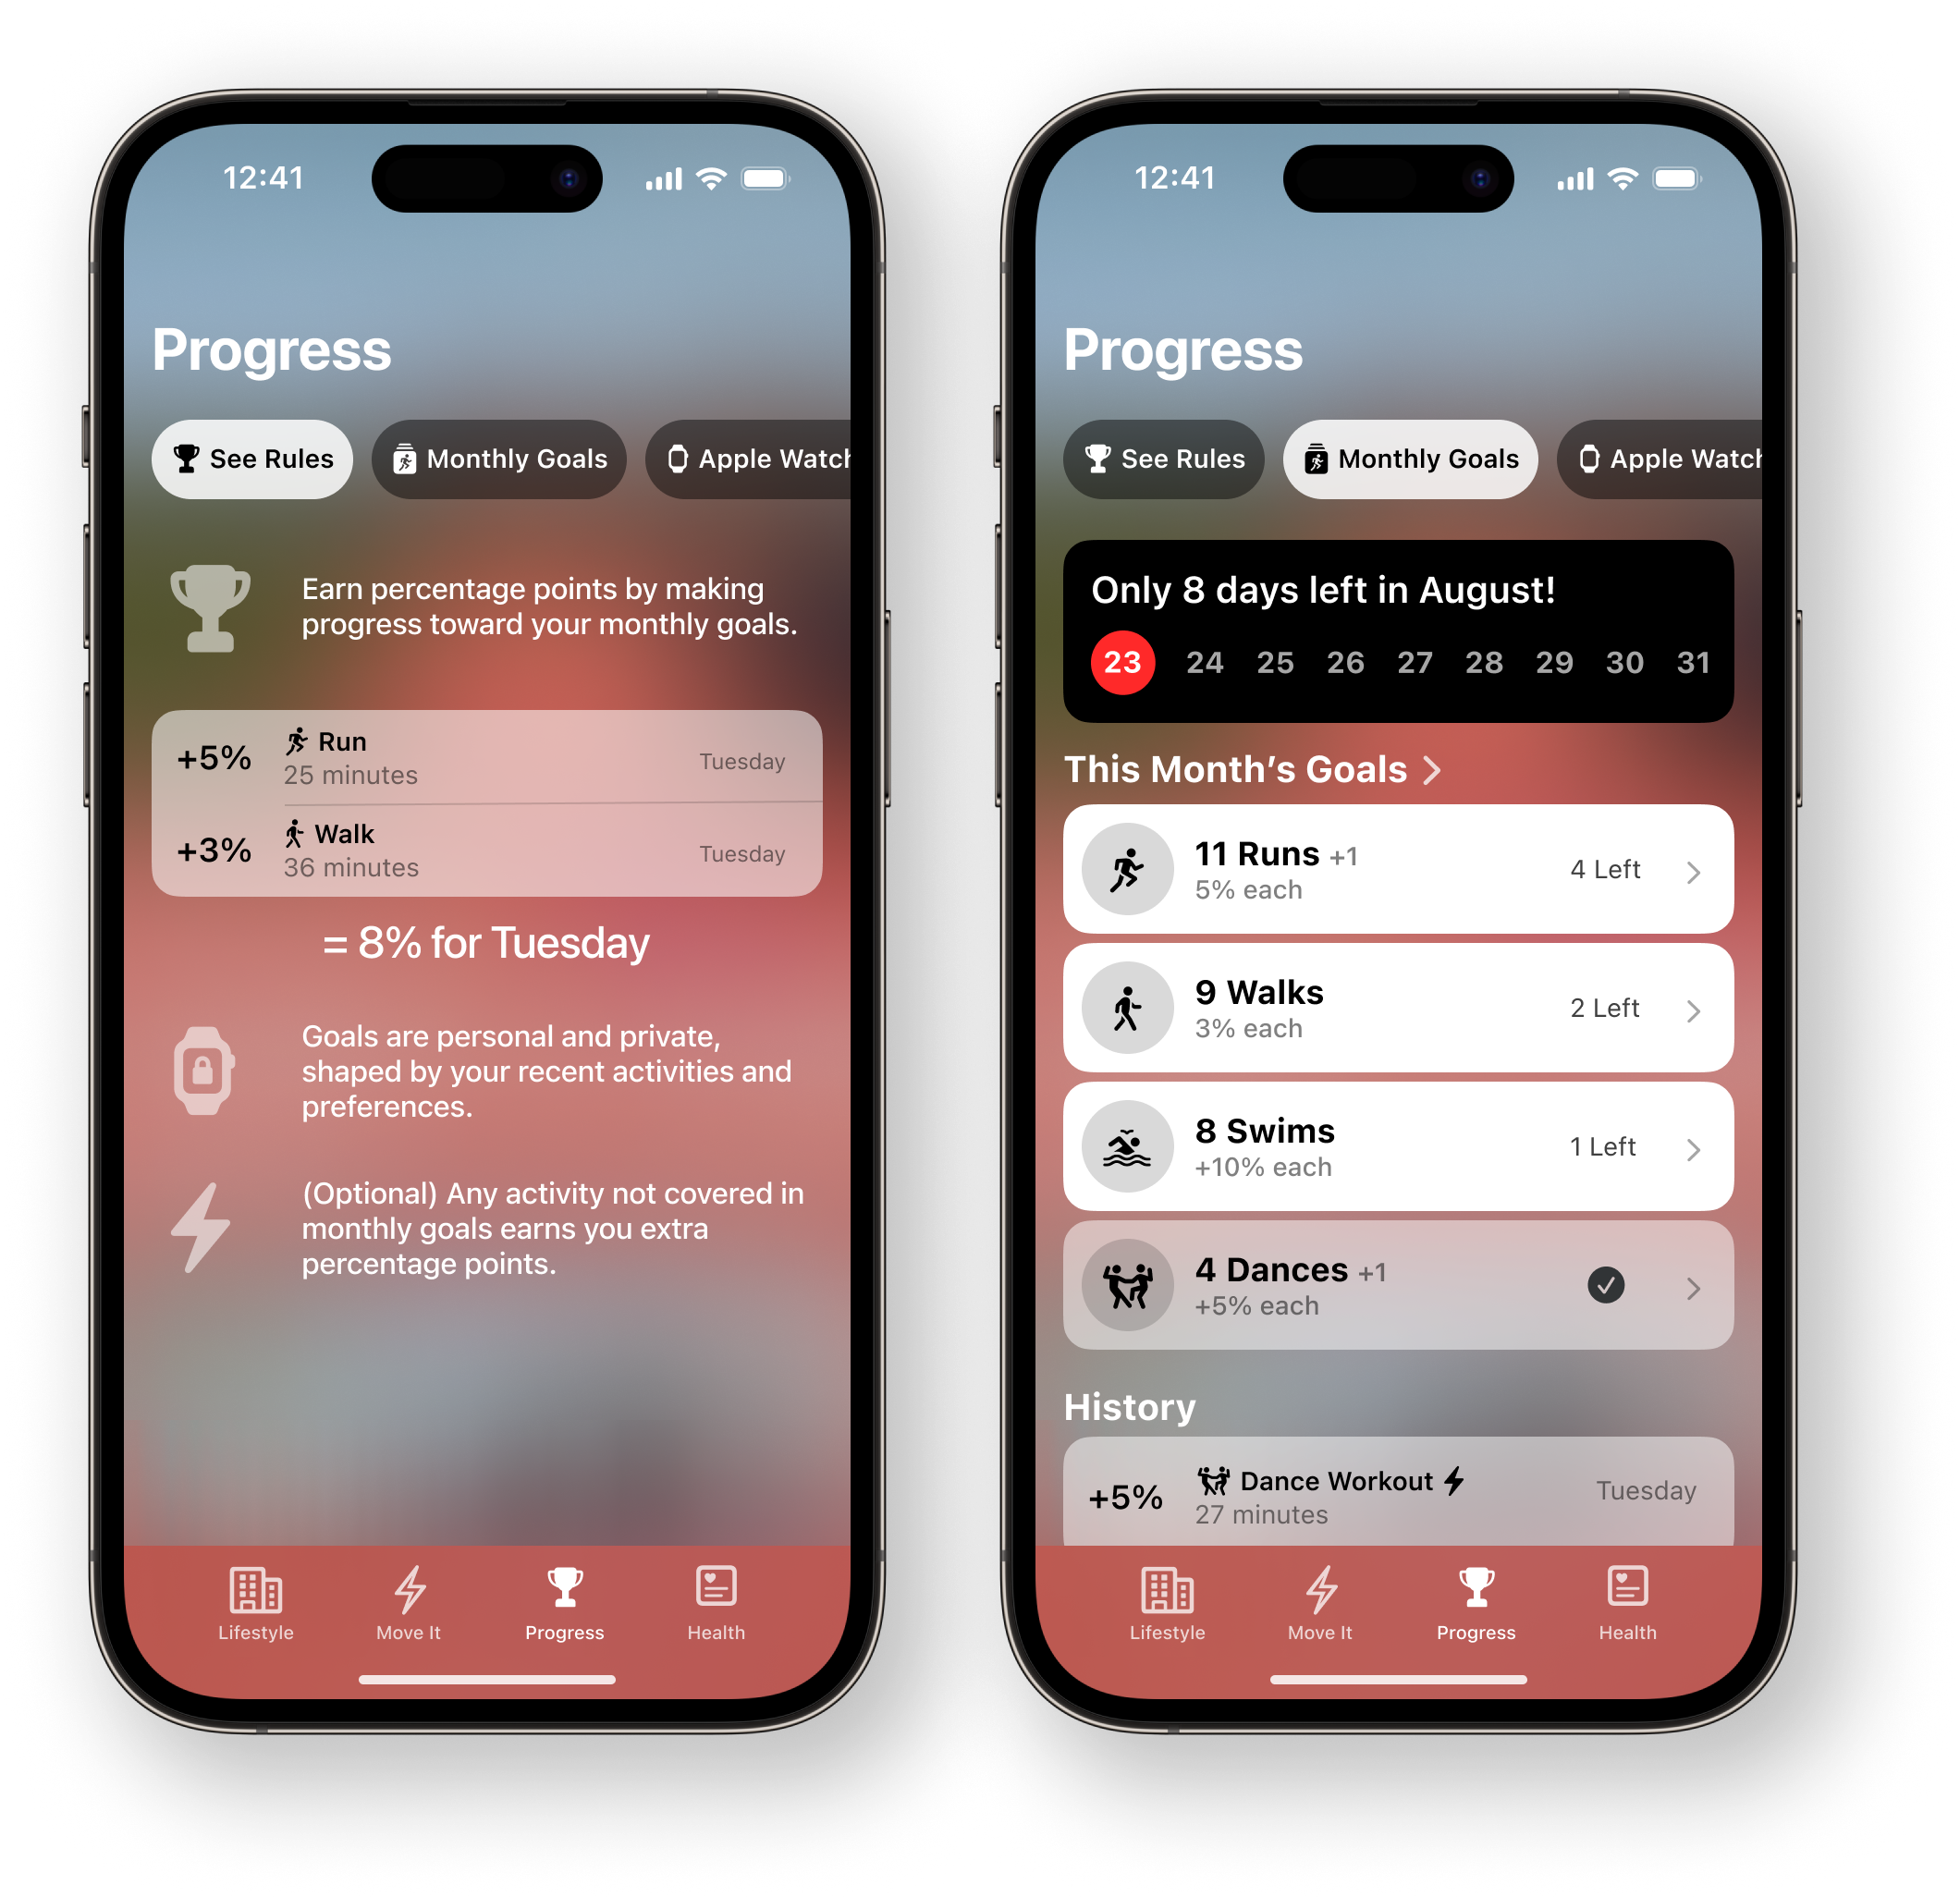 12:41
Progress
See Rules
Monthly Goals
Apple Watch
Earn percentage points by making
progress toward your monthly goals.
+5%
Run
25 minutes
Tuesday
+3%
Walk
36 minutes
Tuesday
= 8% for Tuesday
Goals are personal and private,
shaped by your recent activities and
preferences.
(Optional) Any activity not covered in
monthly goals earns you extra
percentage points.
Lifestyle
Move It
Progress
Health
12:41
Progress
See Rules
Monthly Goals
Apple Watch
Only 8 days left in August!
23 24 25 26 27 28 29 30 31
This Month's Goals
11 Runs +1
5% each
4 Left
9 Walks
3% each
2 Left
8 Swims
+10% each
1 Left
4 Dances +1
+5% each
History
+5%
Dance Workout
27 minutes
Tuesday
Lifestyle
Move It
Progress
Health